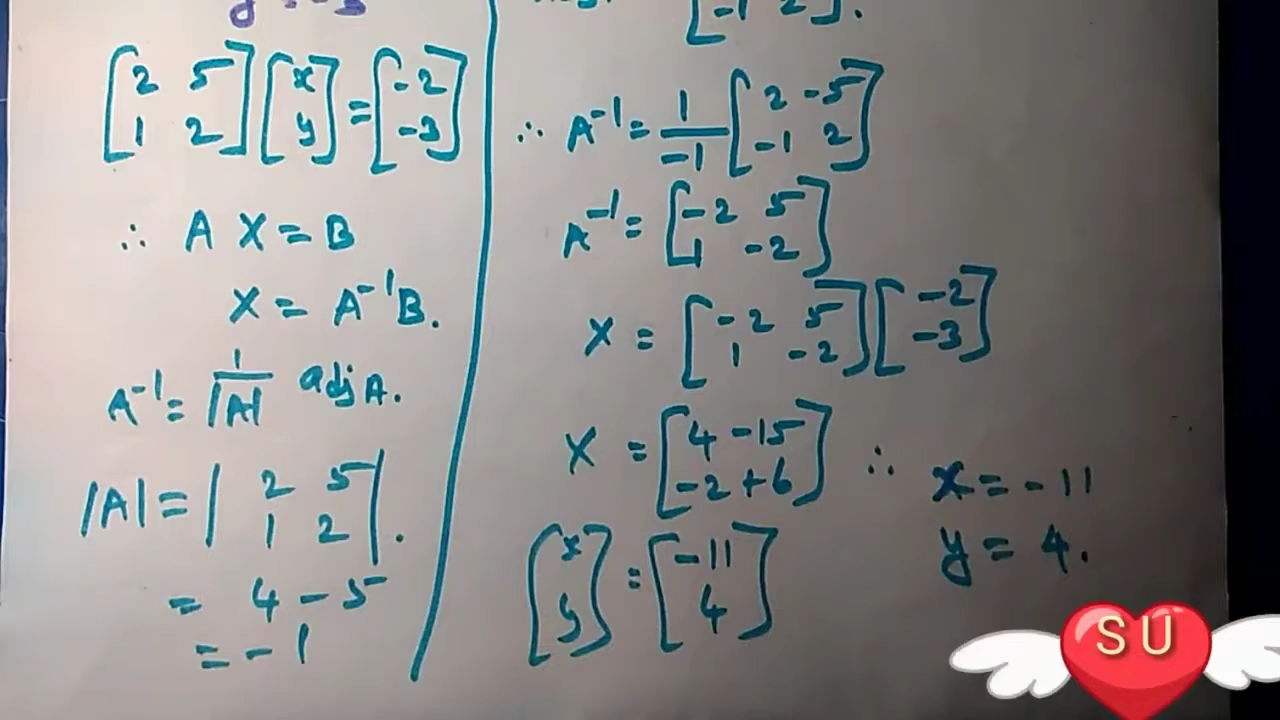 [2 5
1 2] [x
y] = [-2
-3]
∴ A X = B
X = A⁻¹B.
A⁻¹ = 1/|A| adj A.
|A| = |2 5
1 2|.
= 4 - 5
= -1
[-1 2].
∴ A⁻¹ = 1/-1 [2 -5
-1 2]
A⁻¹ = [-2 5
1 -2]
X = [-2 5
1 -2] [-2
-3]
X = [4 -15
-2 + 6] ∴ x = -11
y = 4.
[x
y] = [-11
4]
SU